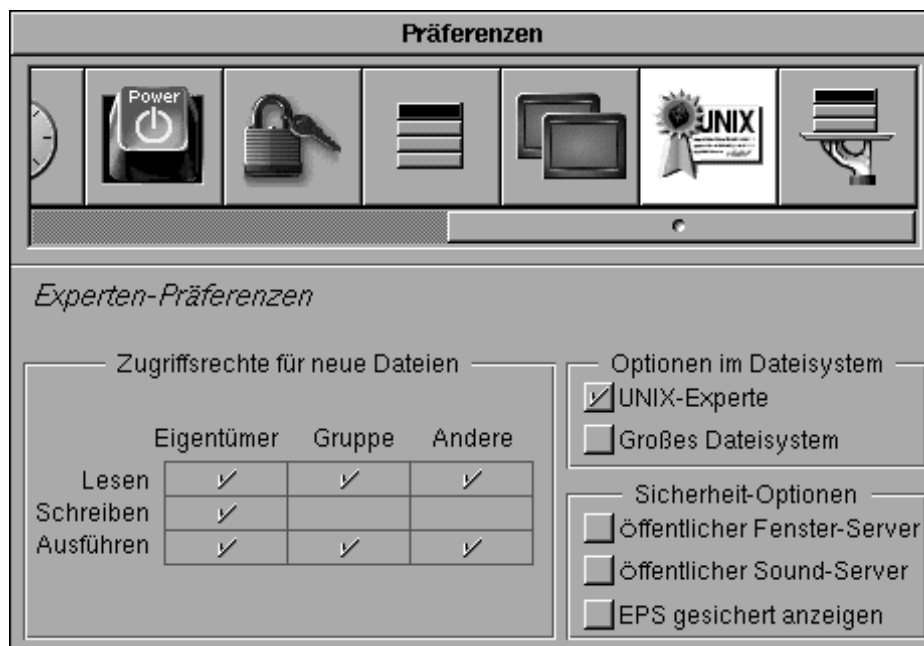 Präferenzen
Power
UNIX
Experten-Präferenzen
Zugriffsrechte für neue Dateien
Eigentümer Gruppe Andere
Lesen
Schreiben
Ausführen
Optionen im Dateisystem
UNIX-Experte
Großes Dateisystem
Sicherheit-Optionen
öffentlicher Fenster-Server
öffentlicher Sound-Server
EPS gesichert anzeigen